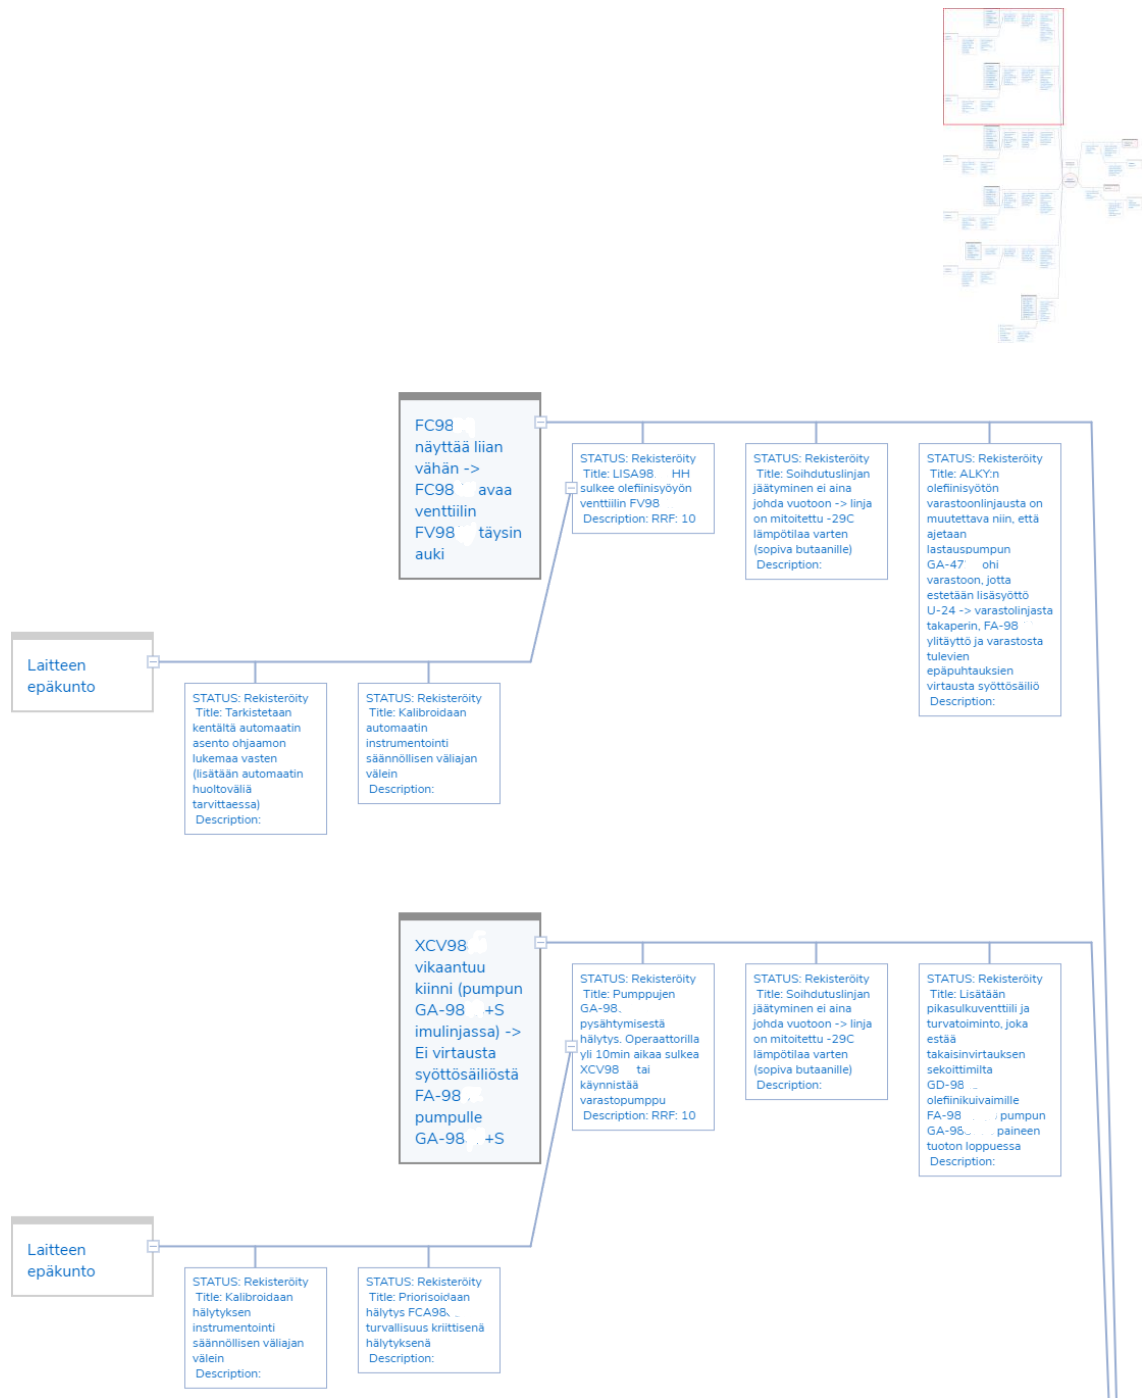 FC98
näyttää liian
vähän ->
FC98 avaa
venttiilin
FV98 täysin
auki
STATUS: Rekisteröity
Title: LISA98. HH
sulkee olefiinisyöyön
venttiilin FV98
Description: RRF: 10
STATUS: Rekisteröity
Title: Soihdutuslinjan
jäätyminen ei aina
johda vuotoon -> linja
on mitoitettu -29C
lämpötilaa varten
(sopiva butaanille)
Description:
STATUS: Rekisteröity
Title: ALKY:n
olefiinisyötön
varastoonlinjausta on
muutettava niin, että
ajetaan
lastauspumpun
GA-47 ohi
varastoon, jotta
estetään lisäsyöttö
U-24 -> varastolinjasta
takaperin, FA-98
ylitäyttö ja varastosta
tulevien
epäpuhtauksien
virtausta syöttösäiliö
Description:
Laitteen
epäkunto
STATUS: Rekisteröity
Title: Tarkistetaan
kentältä automaatin
asento ohjaamon
lukemaa vasten
(lisätään automaatin
huoltoväliä
tarvittaessa)
Description:
STATUS: Rekisteröity
Title: Kalibroidaan
automaatin
instrumentointi
säännöllisen väliajan
välein
Description:
XCV98
vikaantuu
kiinni (pumpun
GA-98 +S
imulinjassa) ->
Ei virtausta
syöttösäiliöstä
FA-98
pumpulle
GA-98 +S
STATUS: Rekisteröity
Title: Pumppujen
GA-98.
pysähtymisestä
hälytys. Operaattorilla
yli 10min aikaa sulkea
XCV98 tai
käynnistää
varastopumppu
Description: RRF: 10
STATUS: Rekisteröity
Title: Soihdutuslinjan
jäätyminen ei aina
johda vuotoon -> linja
on mitoitettu -29C
lämpötilaa varten
(sopiva butaanille)
Description:
STATUS: Rekisteröity
Title: Lisätään
pikasulkuventtiili ja
turvatoiminto, joka
estää
takaisinvirtauksen
sekoittimilta
GD-98
olefiinikuivaimille
FA-98 pumpun
GA-98 paineen
tuoton loppuessa
Description:
Laitteen
epäkunto
STATUS: Rekisteröity
Title: Kalibroidaan
hälytyksen
instrumentointi
säännöllisen väliajan
välein
Description:
STATUS: Rekisteröity
Title: Priorisoidaan
hälytys FCA98
turvallisuus kriittisenä
hälytyksenä
Description: